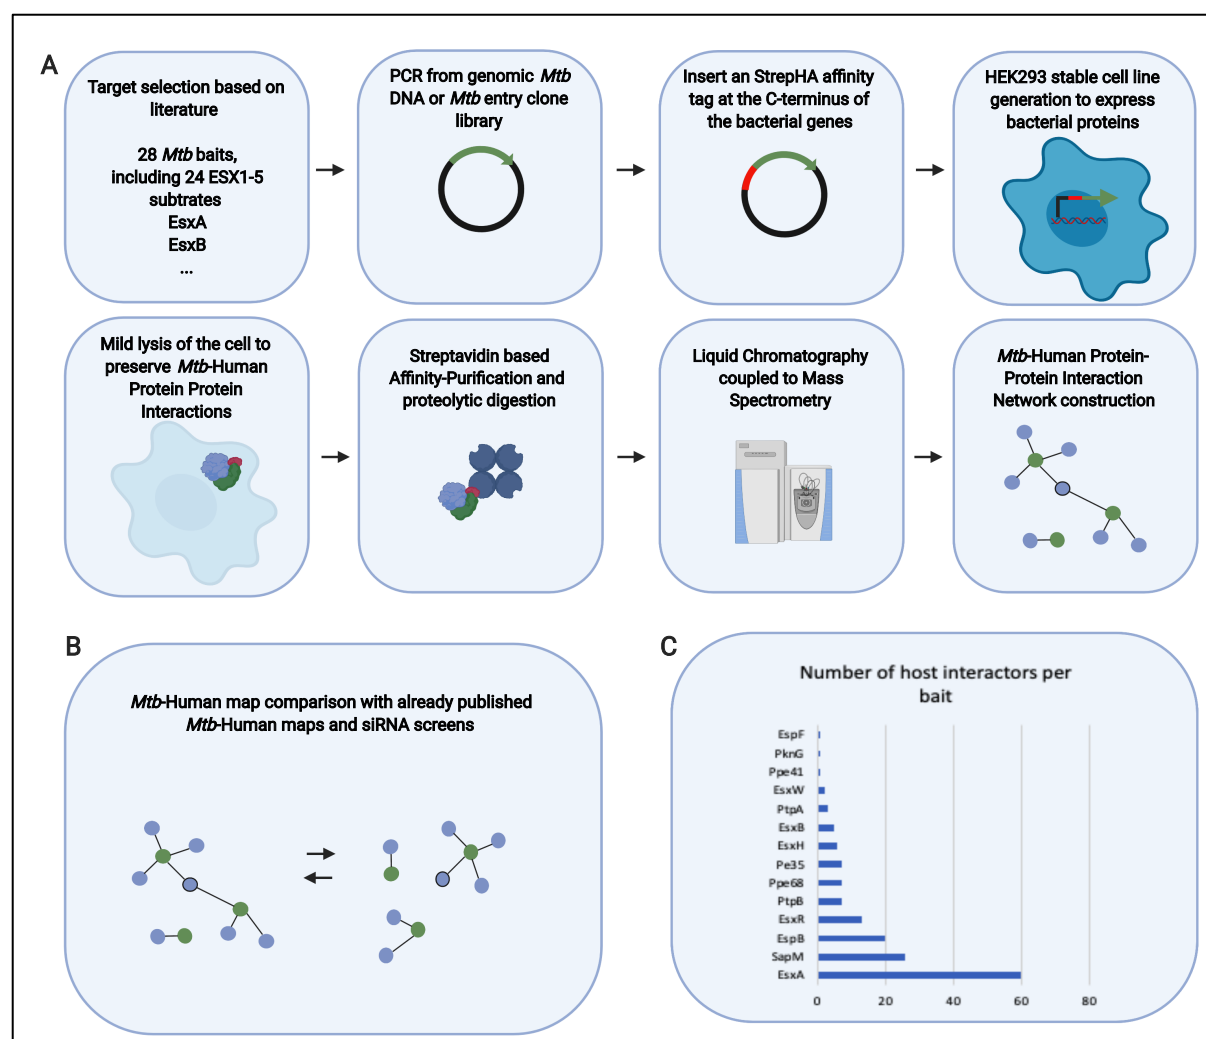 A
Target selection based on
literature
28 Mtb baits,
including 24 ESX1-5
subtrates
EsxA
EsxB
...
PCR from genomic Mtb
DNA or Mtb entry clone
library
Insert an StrepHA affinity
tag at the C-terminus of
the bacterial genes
HEK293 stable cell line
generation to express
bacterial proteins
Mild lysis of the cell to
preserve Mtb-Human
Protein Protein
Interactions
Streptavidin based
Affinity-Purification and
proteolytic digestion
Liquid Chromatography
coupled to Mass
Spectrometry
Mtb-Human Protein-
Protein Interaction
Network construction
B
Mtb-Human map comparison with already published
Mtb-Human maps and siRNA screens
C
Number of host interactors per
bait
EspF
PknG
Ppe41
EsxW
PtpA
EsxB
EsxH
Pe35
Ppe68
PtpB
EsxR
EspB
SapM
EsxA
0 20 40 60 80